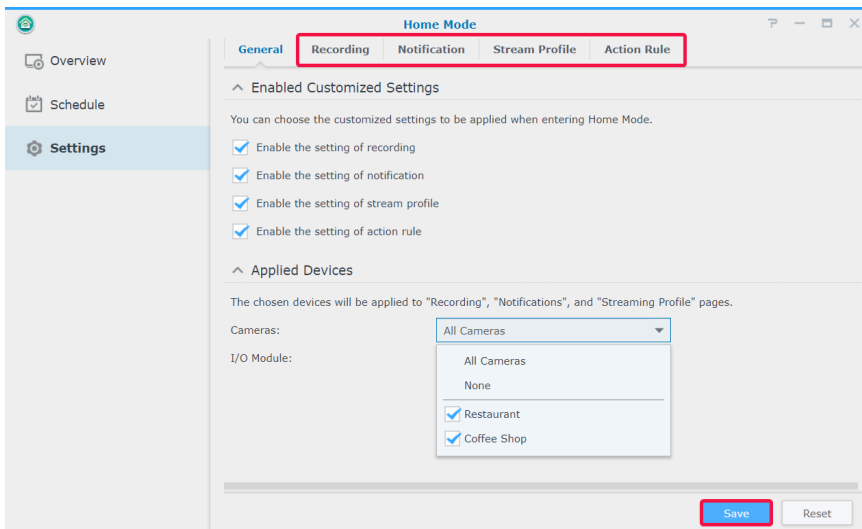 Home Mode
Overview
Schedule
Settings
General Recording Notification Stream Profile Action Rule
Enabled Customized Settings
You can choose the customized settings to be applied when entering Home Mode.
Enable the setting of recording
Enable the setting of notification
Enable the setting of stream profile
Enable the setting of action rule
Applied Devices
The chosen devices will be applied to "Recording", "Notifications", and "Streaming Profile" pages.
Cameras: All Cameras
I/O Module:
All Cameras
None
Restaurant
Coffee Shop
Save Reset